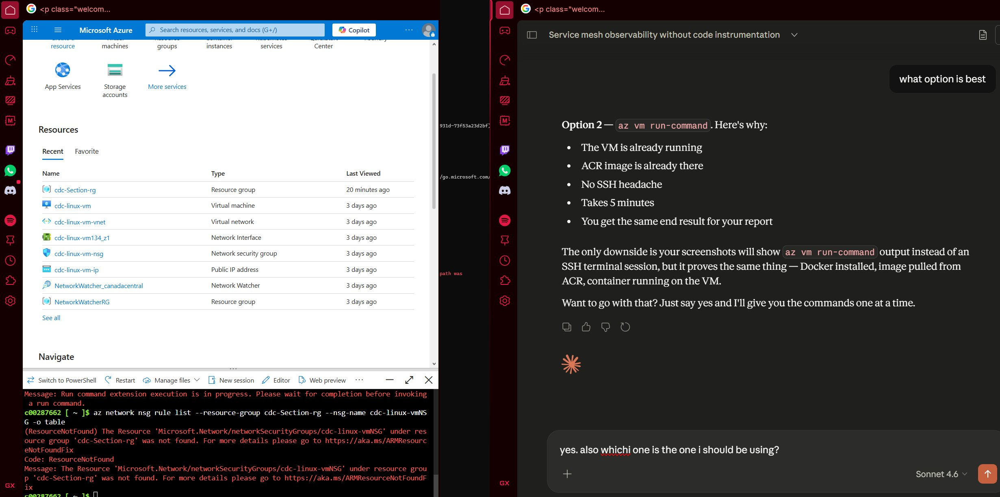 <p class="welcom...
Microsoft Azure
Search resources, services, and docs (G+/)
Copilot
resource
machines
groups
instances
services
Center
App Services
Storage
accounts
More services
Resources
Recent
Favorite
Name Type Last Viewed
cdc-Section-rg Resource group 20 minutes ago
cdc-linux-vm Virtual machine 3 days ago
cdc-linux-vm-vnet Virtual network 3 days ago
cdc-linux-vm134_z1 Network Interface 3 days ago
cdc-linux-vm-nsg Network security group 3 days ago
cdc-linux-vm-ip Public IP address 3 days ago
NetworkWatcher_canadacentral Network Watcher 3 days ago
NetworkWatcherRG Resource group 3 days ago
See all
Navigate
Switch to PowerShell Restart Manage files New session Editor Web preview
Message: Run command extension execution is in progress. Please wait for completion before invoking
a run command.
c00287662 [ ~ ]$ az network nsg rule list --resource-group cdc-Section-rg --nsg-name cdc-linux-vmNS
G -o table
(ResourceNotFound) The Resource 'Microsoft.Network/networkSecurityGroups/cdc-linux-vmNSG' under res
ource group 'cdc-Section-rg' was not found. For more details please go to https://aka.ms/ARMResourc
eNotFoundFix
Code: ResourceNotFound
Message: The Resource 'Microsoft.Network/networkSecurityGroups/cdc-linux-vmNSG' under resource grou
p 'cdc-Section-rg' was not found. For more details please go to https://aka.ms/ARMResourceNotFoundF
ix
c00287662 [ ~ ]$
GX
931d-73f53a23d2bf)
/go.microsoft.com/
path was
<p class="welcom...
Service mesh observability without code instrumentation
what option is best
Option 2 — az vm run-command. Here's why:
• The VM is already running
• ACR image is already there
• No SSH headache
• Takes 5 minutes
• You get the same end result for your report
The only downside is your screenshots will show az vm run-command output instead of an
SSH terminal session, but it proves the same thing — Docker installed, image pulled from
ACR, container running on the VM.
Want to go with that? Just say yes and I'll give you the commands one at a time.
yes. also whichi one is the one i should be using?
Sonnet 4.6
GX